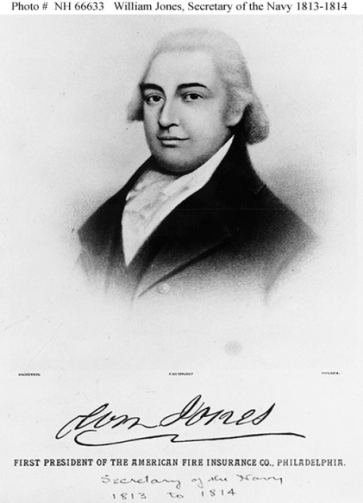 Photo # NH 66633 William Jones, Secretary of the Navy 1813-1814
Wm Jones
FIRST PRESIDENT OF THE AMERICAN FIRE INSURANCE CO., PHILADELPHIA.
Secretary of the Navy
1813 to 1814